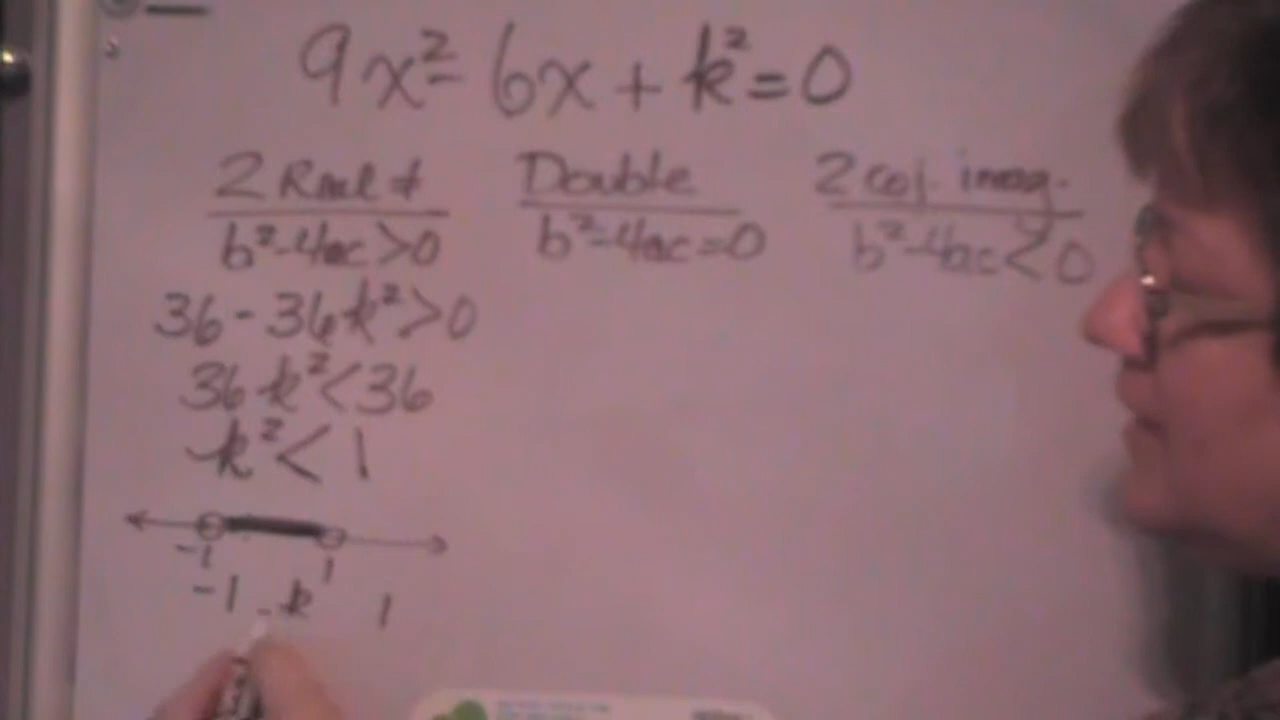 9x² - 6x + k² = 0
2 Real ≠
b²-4ac>0
36 - 36k²>0
36k²<36
k²<1
-1 1
-1 - k 1
Double
b²-4ac=0
2 coj. imag.
b²-4ac<0